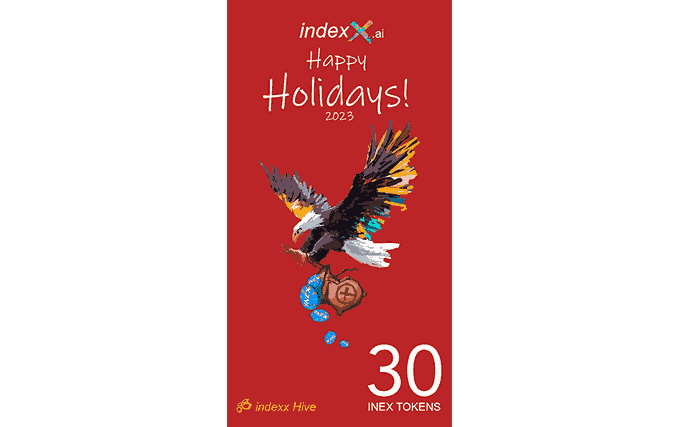 indexx.ai
Happy
Holidays!
2023
30
INEX TOKENS
indexx Hive